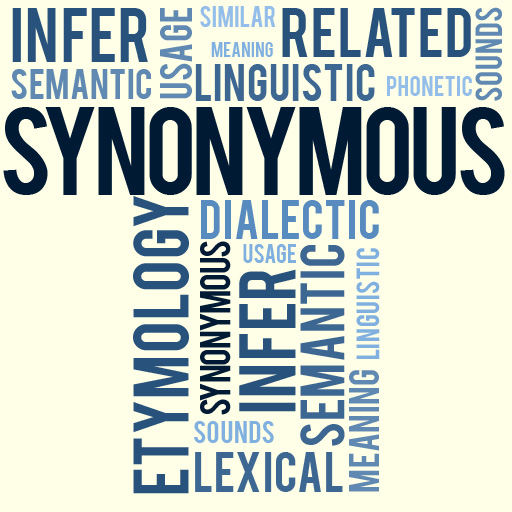 INFER
USAGE
SIMILAR
MEANING
RELATED
SOUNDS
SEMANTIC
LINGUISTIC
PHONETIC
SYNONYMOUS
ETYMOLOGY
DIALECTIC
SYNONYMOUS
USAGE
INFER
SEMANTIC
LINGUISTIC
MEANING
SOUNDS
LEXICAL